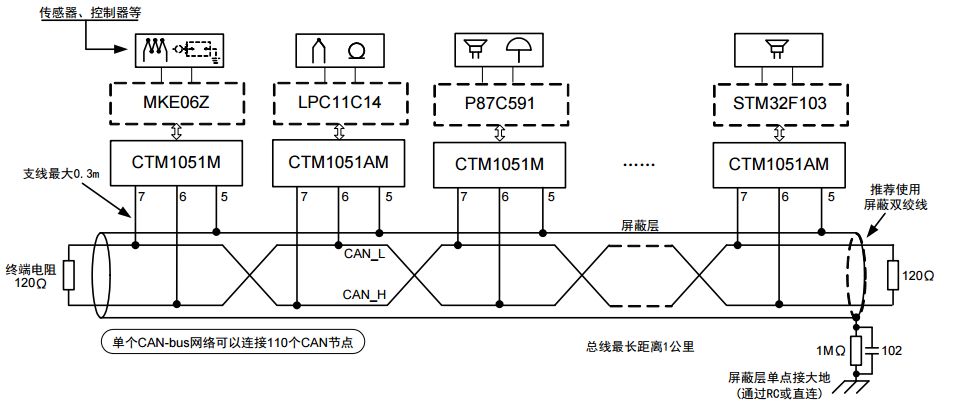 传感器、控制器等
MKE06Z
LPC11C14
P87C591
STM32F103
CTM1051M
CTM1051AM
CTM1051M
······
CTM1051AM
支线最大0.3m
7
6
5
7
6
5
7
6
5
7
6
5
推荐使用
屏蔽双绞线
屏蔽层
CAN_L
CAN_H
终端电阻
120Ω
120Ω
单个CAN-bus网络可以连接110个CAN节点
总线最长距离1公里
1MΩ
102
屏蔽层单点接大地
(通过RC或直连)